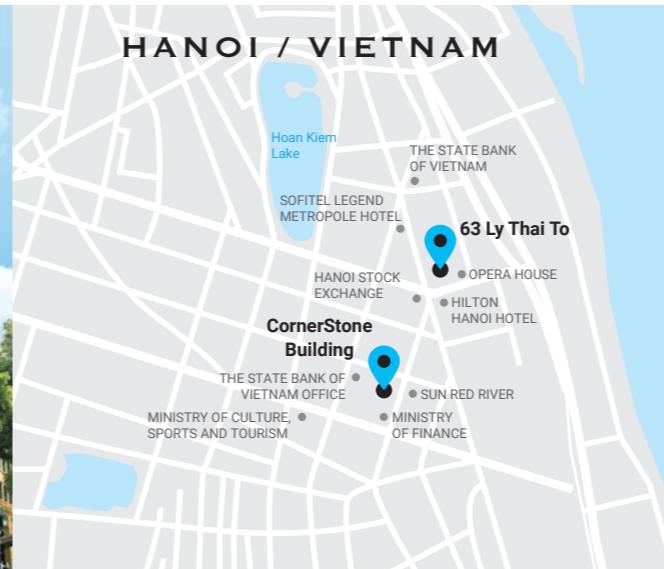 HANOI / VIETNAM
Hoan Kiem
Lake
THE STATE BANK
OF VIETNAM
SOFITEL LEGEND
METROPOLE HOTEL
63 Ly Thai To
OPERA HOUSE
HANOI STOCK
EXCHANGE
HILTON
HANOI HOTEL
CornerStone
Building
THE STATE BANK OF
VIETNAM OFFICE
SUN RED RIVER
MINISTRY OF CULTURE,
SPORTS AND TOURISM
MINISTRY
OF FINANCE